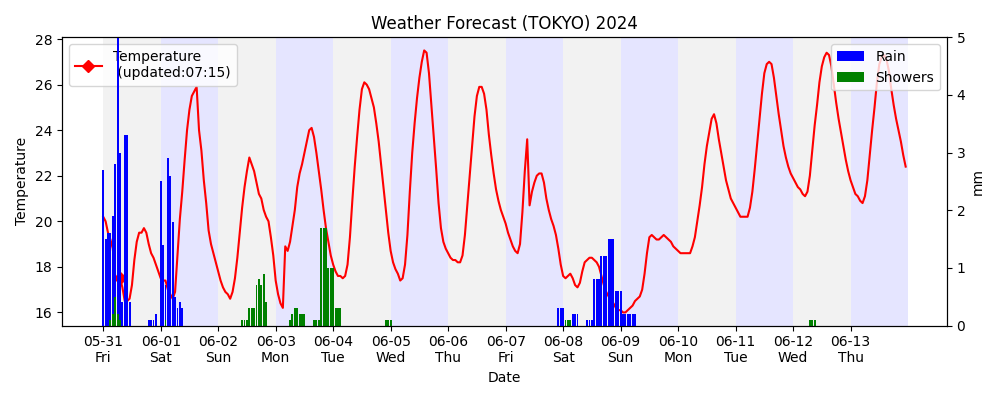 Weather Forecast (TOKYO) 2024
Temperature
(updated:07:15)
Rain
Showers
28
26
24
22
20
18
16
Temperature
5
4
3
2
1
0
mm
05-31 06-01 06-02 06-03 06-04 06-05 06-06 06-07 06-08 06-09 06-10 06-11 06-12 06-13
Fri Sat Sun Mon Tue Wed Thu Fri Sat Sun Mon Tue Wed Thu
Date